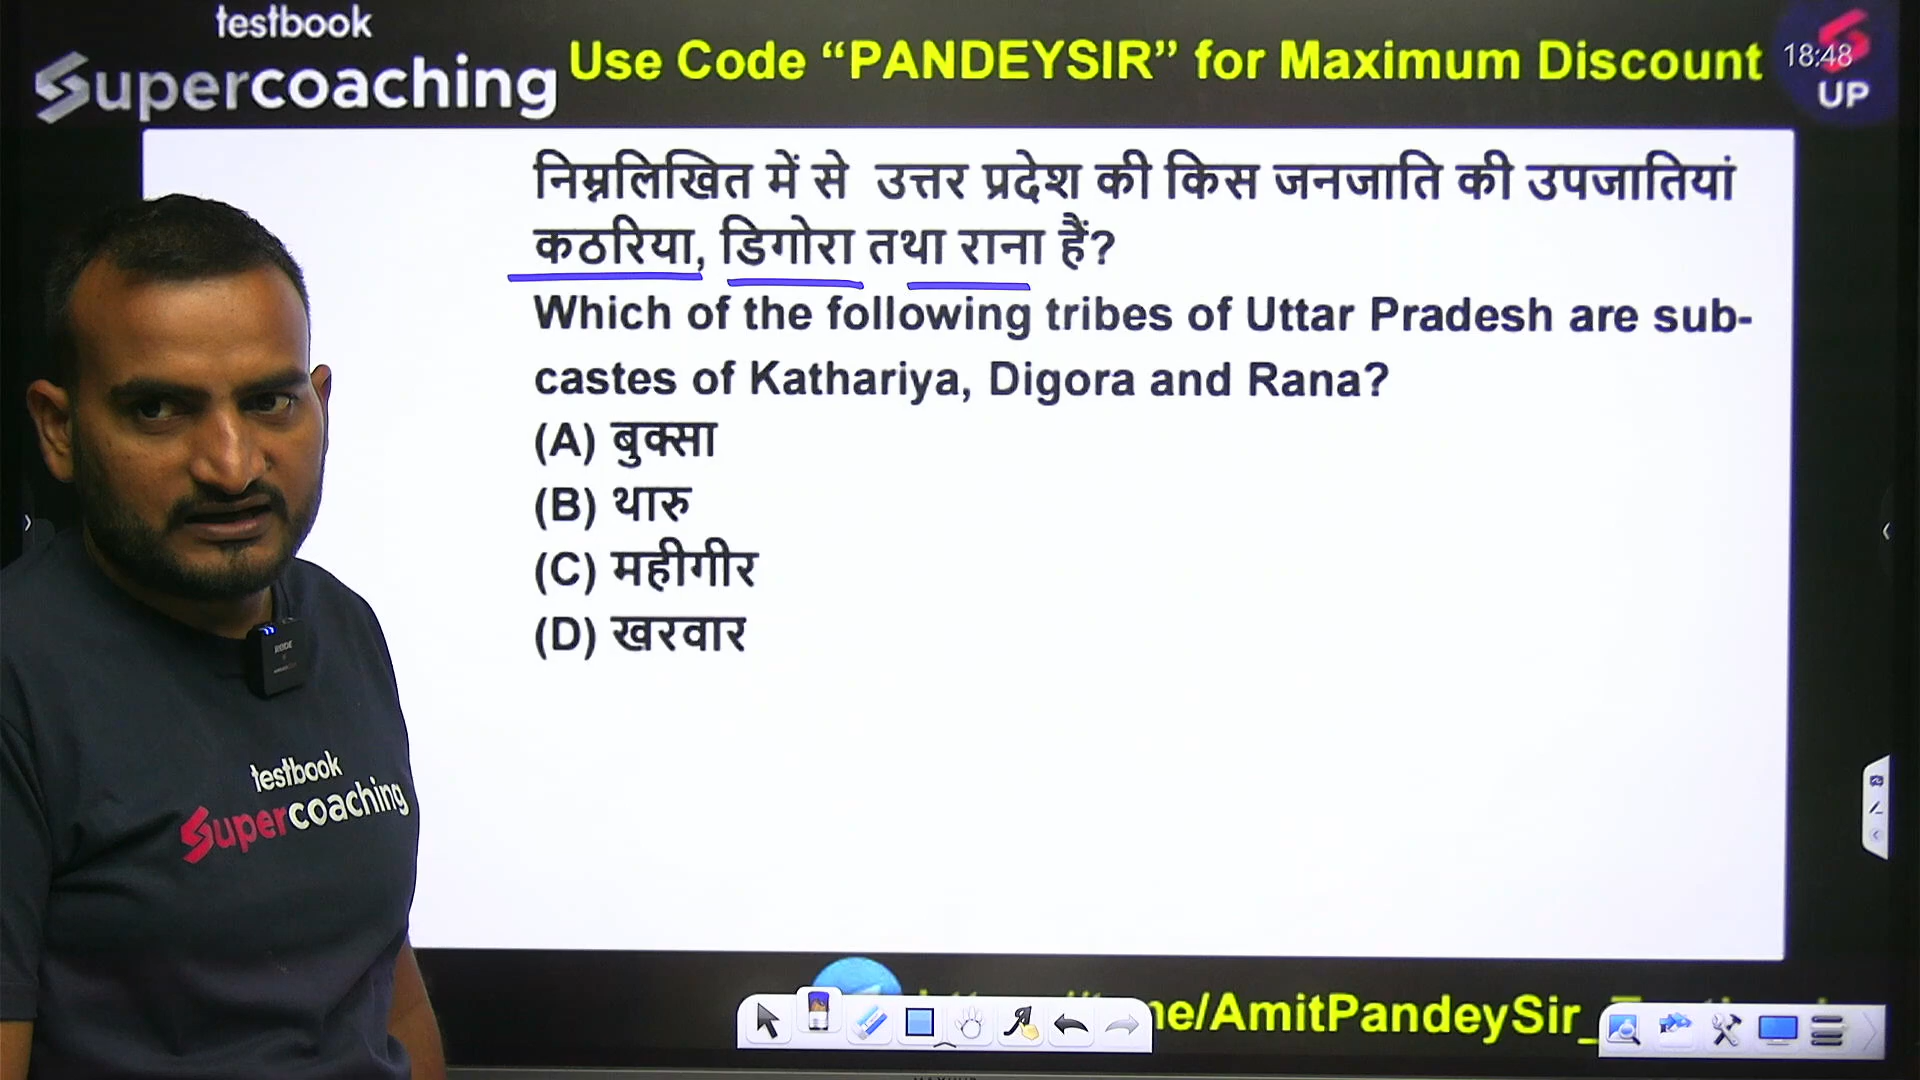 testbook
Supercoaching
Use Code “PANDEYSIR” for Maximum Discount
18:48
UP
निम्नलिखित में से उत्तर प्रदेश की किस जनजाति की उपजातियां
कठरिया, डिगोरा तथा राना हैं?
Which of the following tribes of Uttar Pradesh are sub-
castes of Kathariya, Digora and Rana?
(A) बुक्सा
(B) थारु
(C) महीगीर
(D) खरवार
RODE
testbook
Supercoaching
me/AmitPandeySir_